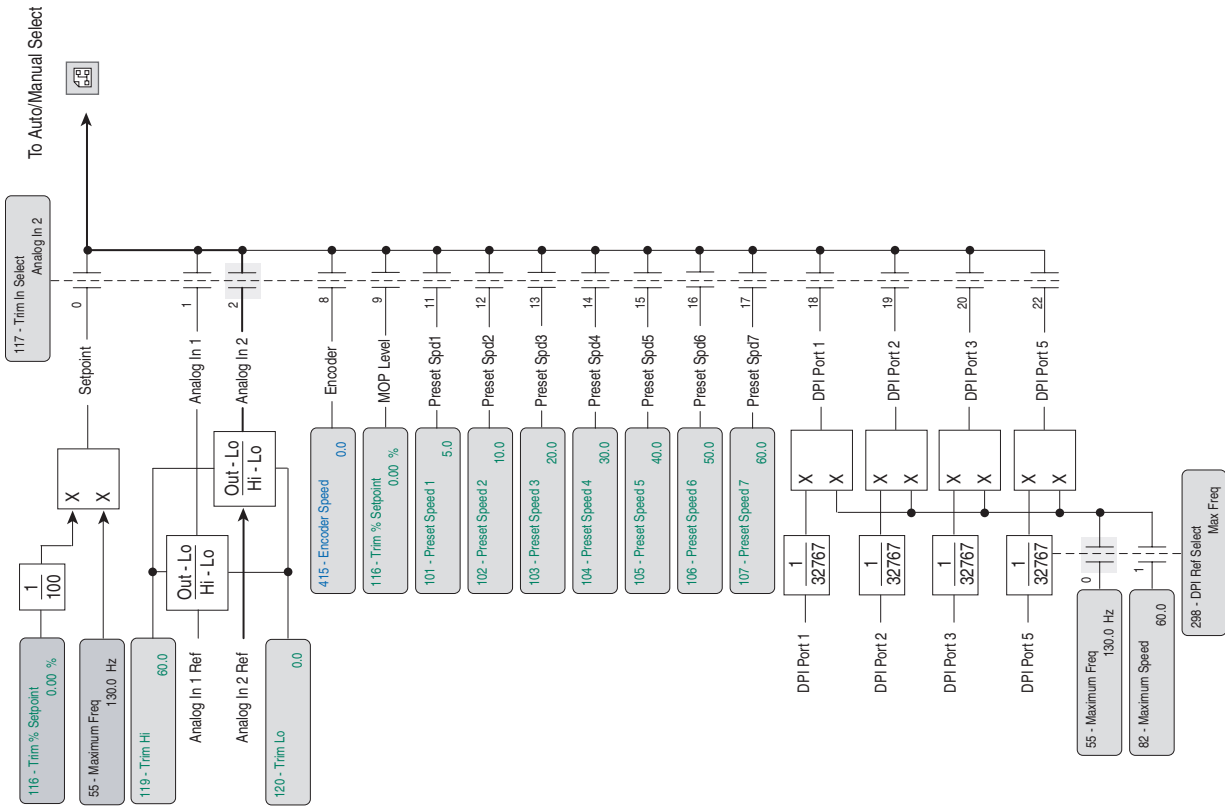 117 - Trim In Select
Analog In 2
To Auto/Manual Select
116 - Trim % Setpoint
0.00 %
1
100
X
X
Setpoint
0
55 - Maximum Freq
130.0 Hz
119 - Trim Hi
60.0
Analog In 1 Ref
Out - Lo
Hi - Lo
Analog In 1
1
Analog In 2 Ref
Out - Lo
Hi - Lo
Analog In 2
2
120 - Trim Lo
0.0
415 - Encoder Speed
0.0
Encoder
8
116 - Trim % Setpoint
0.00 %
MOP Level
9
101 - Preset Speed 1
5.0
Preset Spd1
11
102 - Preset Speed 2
10.0
Preset Spd2
12
103 - Preset Speed 3
20.0
Preset Spd3
13
104 - Preset Speed 4
30.0
Preset Spd4
14
105 - Preset Speed 5
40.0
Preset Spd5
15
106 - Preset Speed 6
50.0
Preset Spd6
16
107 - Preset Speed 7
60.0
Preset Spd7
17
DPI Port 1
1
32767
X
X
DPI Port 1
18
DPI Port 2
1
32767
X
X
DPI Port 2
19
DPI Port 3
1
32767
X
X
DPI Port 3
20
DPI Port 5
1
32767
X
X
DPI Port 5
22
55 - Maximum Freq
130.0 Hz
0
82 - Maximum Speed
60.0
1
298 - DPI Ref Select
Max Freq